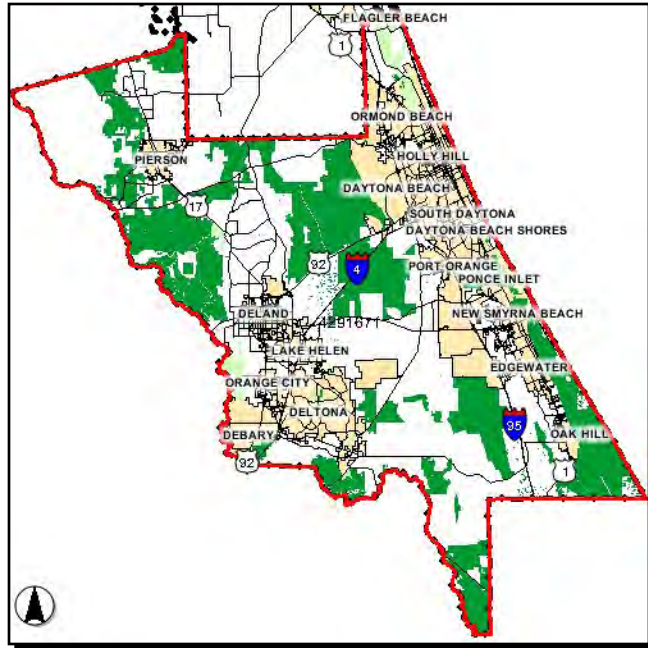 FLAGLER BEACH
1
ORMOND BEACH
HOLLY HILL
PIERSON
DAYTONA BEACH
17
SOUTH DAYTONA
DAYTONA BEACH SHORES
92
4
PORT ORANGE
PONCE INLET
DELAND
4291671
NEW SMYRNA BEACH
LAKE HELEN
EDGEWATER
ORANGE CITY
DELTONA
95
DEBARY
OAK HILL
92
1